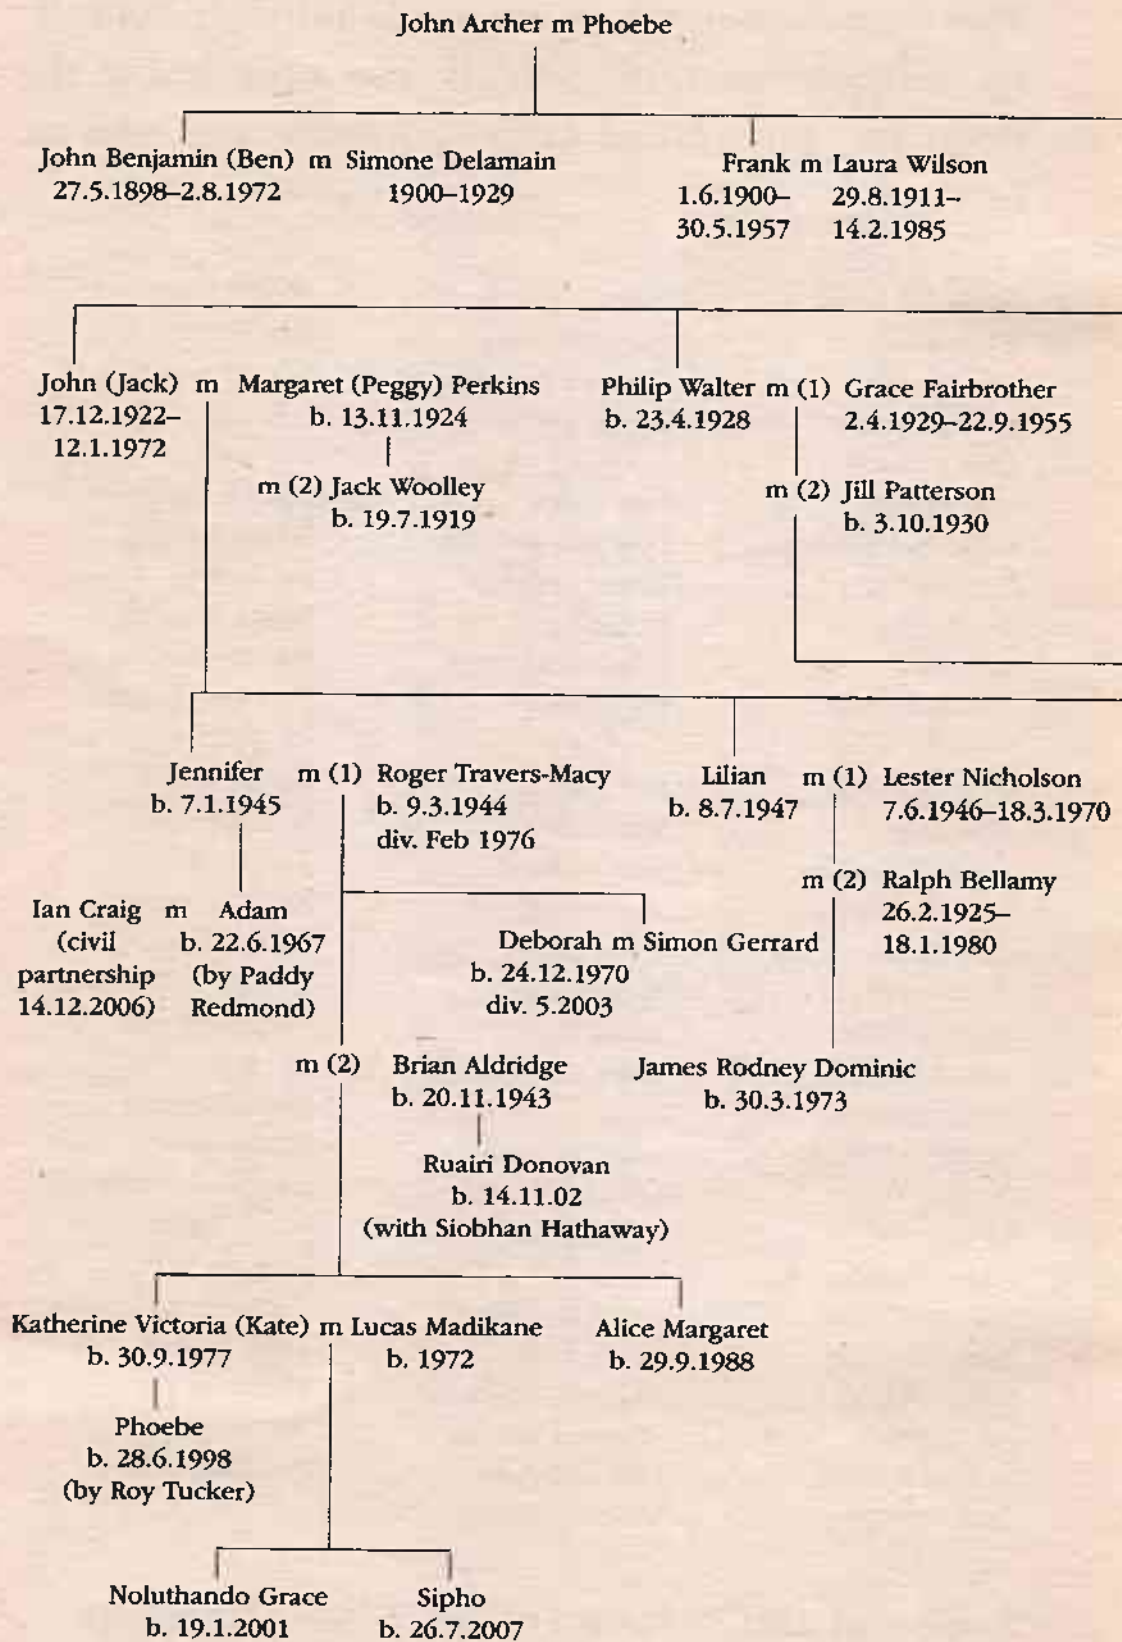 John Archer m Phoebe
John Benjamin (Ben) m Simone Delamain
27.5.1898–2.8.1972 1900–1929
Frank m Laura Wilson
1.6.1900– 29.8.1911–
30.5.1957 14.2.1985
John (Jack) m Margaret (Peggy) Perkins
17.12.1922– b. 13.11.1924
12.1.1972
m (2) Jack Woolley
b. 19.7.1919
Philip Walter m (1) Grace Fairbrother
b. 23.4.1928 2.4.1929–22.9.1955
m (2) Jill Patterson
b. 3.10.1930
Jennifer m (1) Roger Travers-Macy
b. 7.1.1945 b. 9.3.1944
div. Feb 1976
Lilian m (1) Lester Nicholson
b. 8.7.1947 7.6.1946–18.3.1970
m (2) Ralph Bellamy
26.2.1925–
18.1.1980
Ian Craig m Adam
(civil b. 22.6.1967
partnership (by Paddy
14.12.2006) Redmond)
Deborah m Simon Gerrard
b. 24.12.1970
div. 5.2003
m (2) Brian Aldridge
b. 20.11.1943
James Rodney Dominic
b. 30.3.1973
Ruairi Donovan
b. 14.11.02
(with Siobhan Hathaway)
Katherine Victoria (Kate) m Lucas Madikane
b. 30.9.1977 b. 1972
Alice Margaret
b. 29.9.1988
Phoebe
b. 28.6.1998
(by Roy Tucker)
Noluthando Grace
b. 19.1.2001
Sipho
b. 26.7.2007